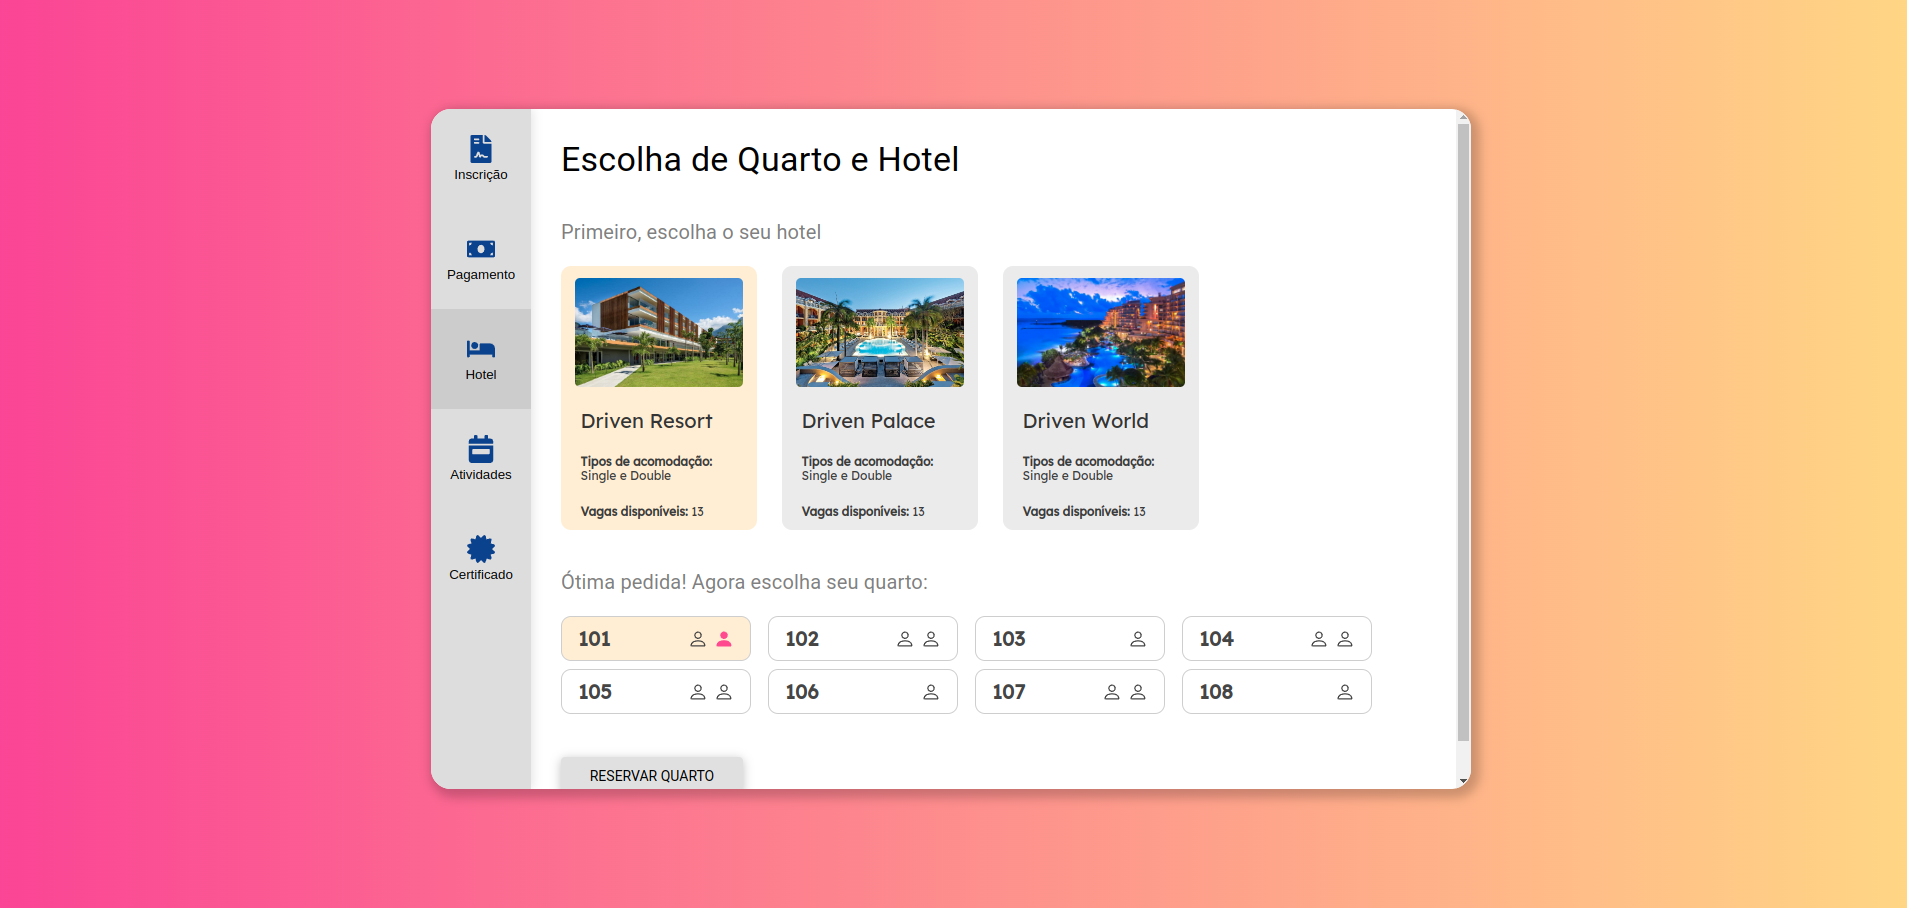 Inscrição
Pagamento
Hotel
Atividades
Certificado
Escolha de Quarto e Hotel
Primeiro, escolha o seu hotel
Driven Resort
Tipos de acomodação:
Single e Double
Vagas disponíveis: 13
Driven Palace
Tipos de acomodação:
Single e Double
Vagas disponíveis: 13
Driven World
Tipos de acomodação:
Single e Double
Vagas disponíveis: 13
Ótima pedida! Agora escolha seu quarto:
101 102 103 104
105 106 107 108
RESERVAR QUARTO